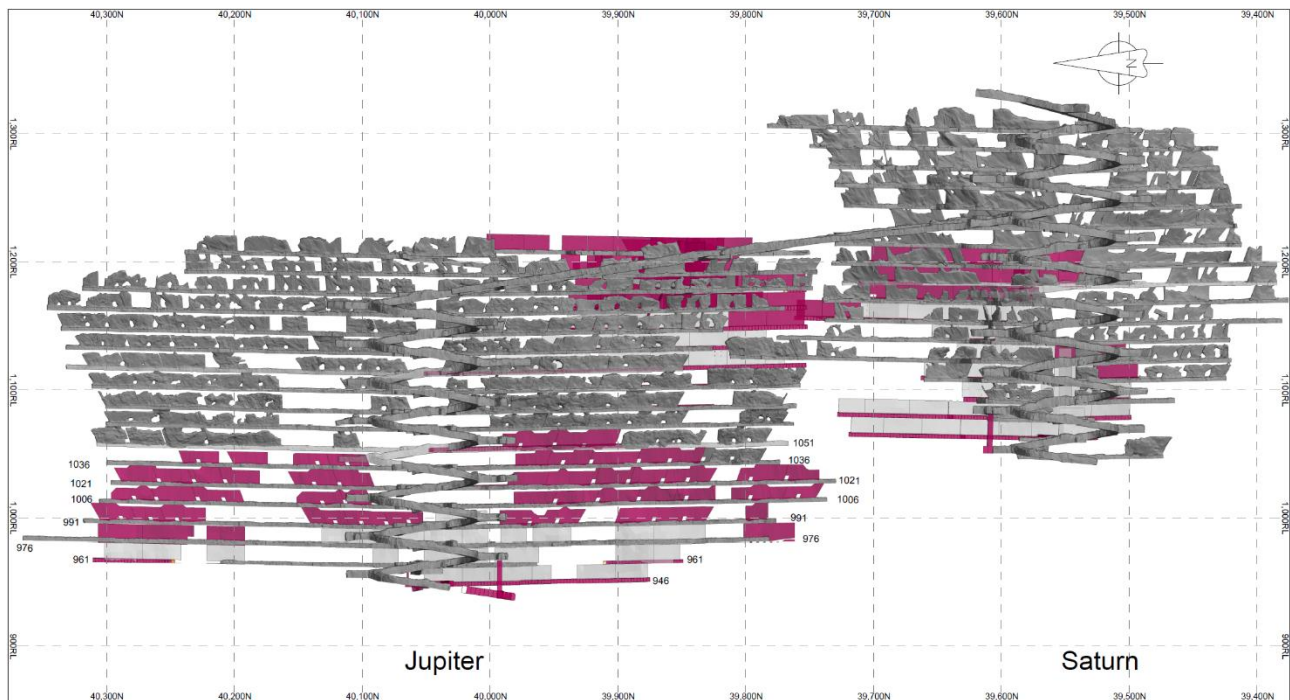 40,300N 40,200N 40,100N 40,000N 39,900N 39,800N 39,700N 39,600N 39,500N 39,400N
N
1,300RL 1,300RL
1,200RL 1,200RL
1,100RL 1,100RL
1051
1036 1036
1021 1021
1006 1006
1,000RL 1,000RL
991 991
976 976
961 961
946
900RL 900RL
Jupiter Saturn
40,300N 40,200N 40,100N 40,000N 39,900N 39,800N 39,700N 39,600N 39,500N 39,400N